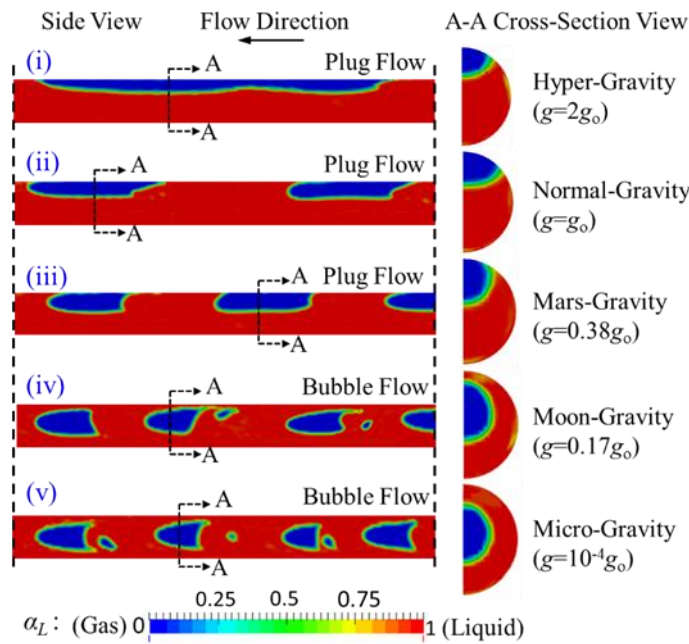 Side View Flow Direction A-A Cross-Section View
(i) A Plug Flow
A
Hyper-Gravity
(g=2gₒ)
(ii) A Plug Flow
A
Normal-Gravity
(g=gₒ)
(iii) A Plug Flow
A
Mars-Gravity
(g=0.38gₒ)
(iv) A Bubble Flow
A
Moon-Gravity
(g=0.17gₒ)
(v) A Bubble Flow
A
Micro-Gravity
(g=10⁻⁴gₒ)
0.25 0.5 0.75
α_L : (Gas) 0 1 (Liquid)